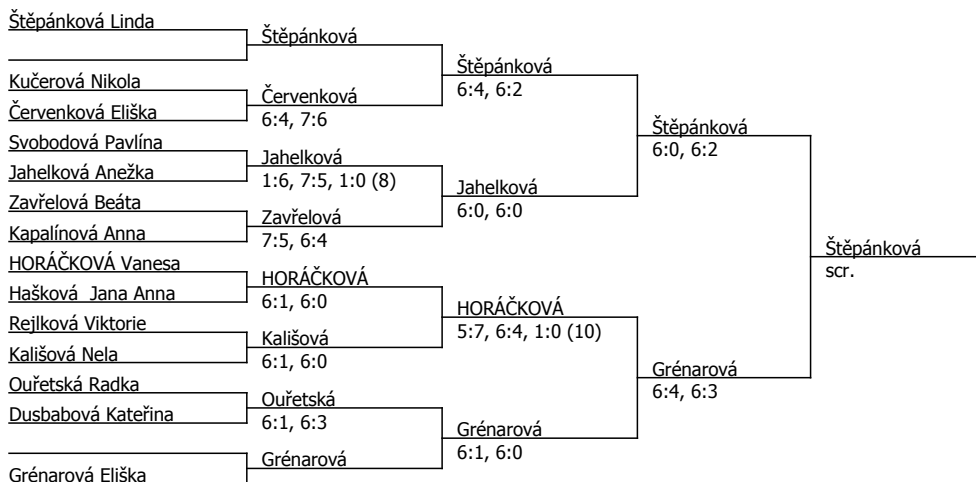 Štěpánková Linda
Štěpánková
Štěpánková
6:4, 6:2
Kučerová Nikola
Červenková
6:4, 7:6
Červenková Eliška
Štěpánková
6:0, 6:2
Svobodová Pavlína
Jahelková
1:6, 7:5, 1:0 (8)
Jahelková Anežka
Jahelková
6:0, 6:0
Zavřelová Beáta
Zavřelová
7:5, 6:4
Kapalínová Anna
Štěpánková
scr.
HORÁČKOVÁ Vanesa
HORÁČKOVÁ
6:1, 6:0
Hašková  Jana Anna
HORÁČKOVÁ
5:7, 6:4, 1:0 (10)
Rejlková Viktorie
Kališová
6:1, 6:0
Kališová Nela
Grénarová
6:4, 6:3
Ouřetská Radka
Ouřetská
6:1, 6:3
Dusbabová Kateřina
Grénarová
6:1, 6:0
Grénarová
Grénarová Eliška